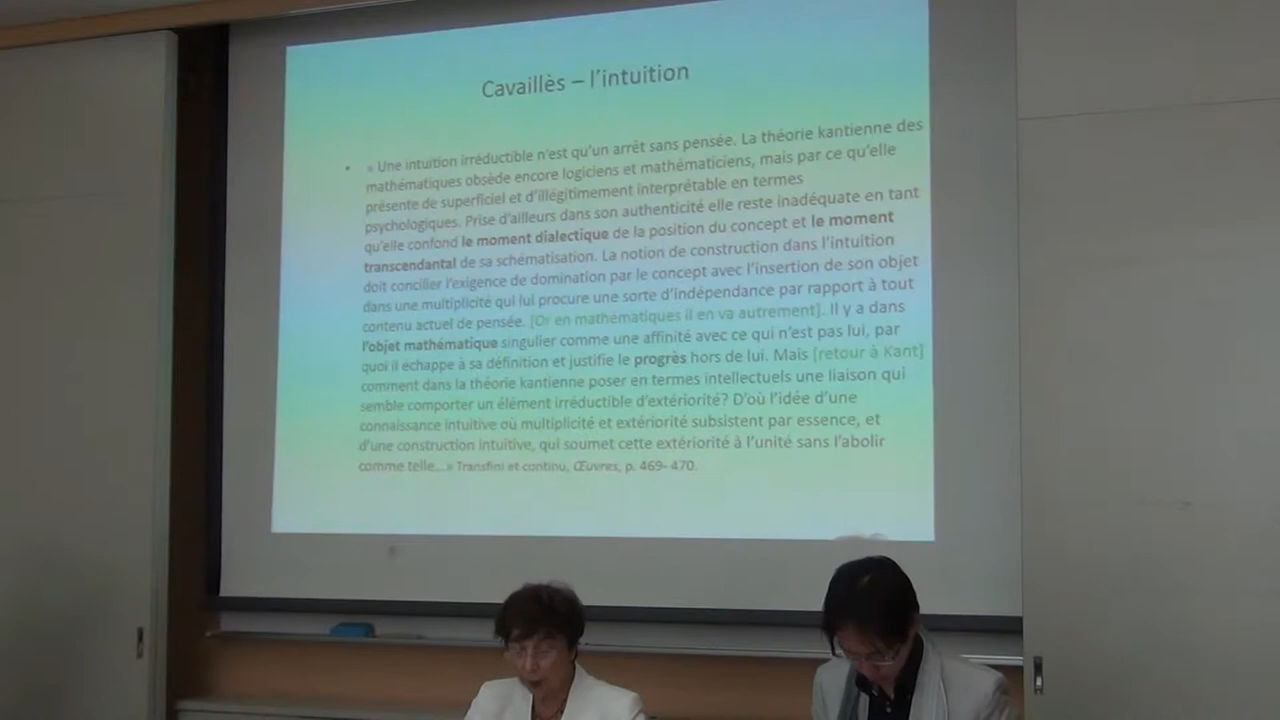 Cavaillès – l'intuition
• « Une intuition irréductible n'est qu'un arrêt sans pensée. La théorie kantienne des
mathématiques obsède encore logiciens et mathématiciens, mais par ce qu'elle
présente de superficiel et d'illégitimement interprétable en termes
psychologiques. Prise d'ailleurs dans son authenticité elle reste inadéquate en tant
qu'elle confond le moment dialectique de la position du concept et le moment
transcendantal de sa schématisation. La notion de construction dans l'intuition
doit concilier l'exigence de domination par le concept avec l'insertion de son objet
dans une multiplicité qui lui procure une sorte d'indépendance par rapport à tout
contenu actuel de pensée. [Or en mathématiques il en va autrement]. Il y a dans
l'objet mathématique singulier comme une affinité avec ce qui n'est pas lui, par
quoi il échappe à sa définition et justifie le progrès hors de lui. Mais [retour à Kant]
comment dans la théorie kantienne poser en termes intellectuels une liaison qui
semble comporter un élément irréductible d'extériorité? D'où l'idée d'une
connaissance intuitive où multiplicité et extériorité subsistent par essence, et
d'une construction intuitive, qui soumet cette extériorité à l'unité sans l'abolir
comme telle...» Transfini et continu, Œuvres, p. 469- 470.